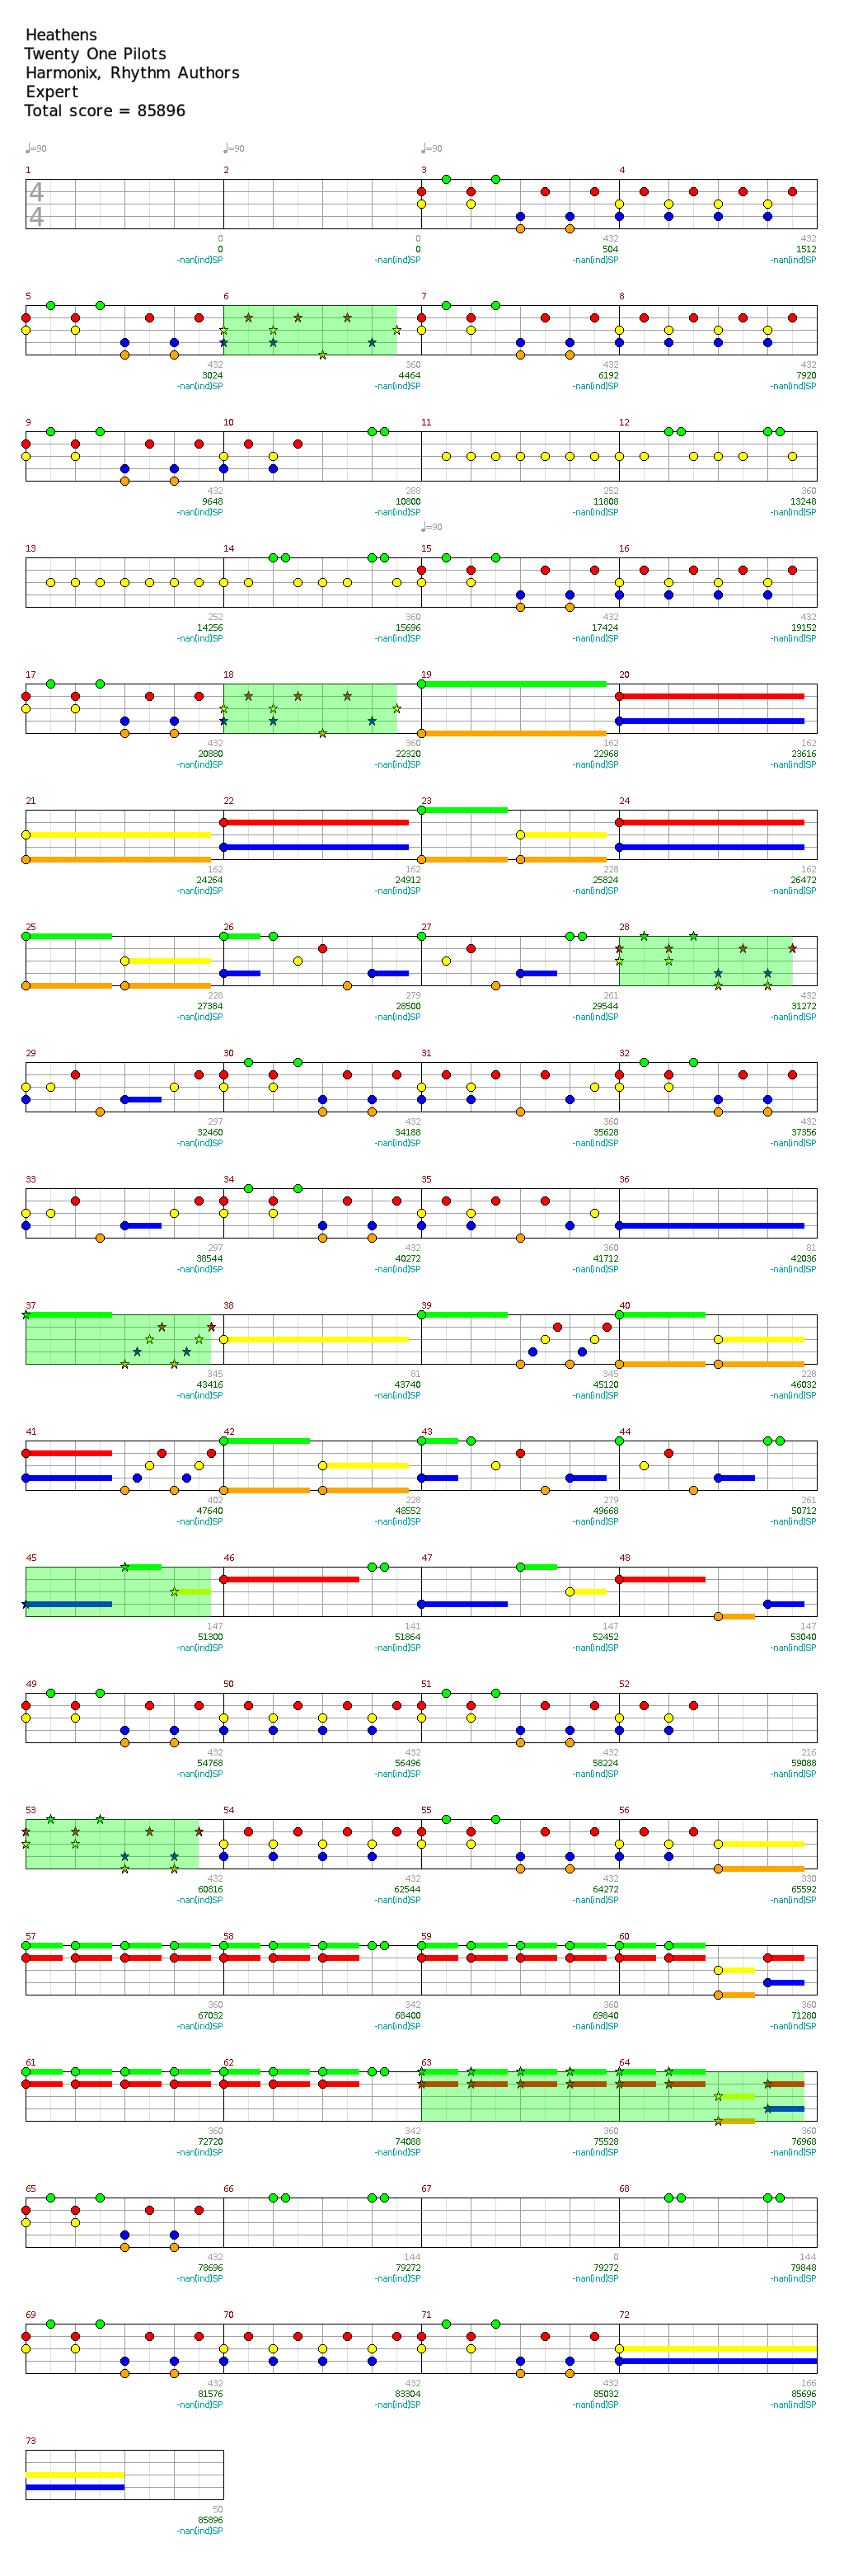 Heathens
Twenty One Pilots
Harmonix, Rhythm Authors
Expert
Total score = 85896
♩=90 ♩=90 ♩=90
1 2 3 4
4
4
0 0 432 432
0 0 504 1512
-nan(ind)SP -nan(ind)SP -nan(ind)SP -nan(ind)SP
5 6 7 8
432 360 432 432
3024 4464 6192 7920
-nan(ind)SP -nan(ind)SP -nan(ind)SP -nan(ind)SP
9 10 11 12
432 288 252 360
9648 10800 11808 13248
-nan(ind)SP -nan(ind)SP -nan(ind)SP -nan(ind)SP
♩=90
13 14 15 16
252 360 432 432
14256 15696 17424 19152
-nan(ind)SP -nan(ind)SP -nan(ind)SP -nan(ind)SP
17 18 19 20
432 360 162 162
20880 22320 22968 23616
-nan(ind)SP -nan(ind)SP -nan(ind)SP -nan(ind)SP
21 22 23 24
162 162 228 162
24264 24912 25824 26472
-nan(ind)SP -nan(ind)SP -nan(ind)SP -nan(ind)SP
25 26 27 28
228 279 261 432
27384 28500 29544 31272
-nan(ind)SP -nan(ind)SP -nan(ind)SP -nan(ind)SP
29 30 31 32
297 432 360 432
32460 34188 35628 37356
-nan(ind)SP -nan(ind)SP -nan(ind)SP -nan(ind)SP
33 34 35 36
297 432 360 81
38544 40272 41712 42036
-nan(ind)SP -nan(ind)SP -nan(ind)SP -nan(ind)SP
37 38 39 40
345 81 345 228
43416 43740 45120 46032
-nan(ind)SP -nan(ind)SP -nan(ind)SP -nan(ind)SP
41 42 43 44
402 228 279 261
47640 48552 49668 50712
-nan(ind)SP -nan(ind)SP -nan(ind)SP -nan(ind)SP
45 46 47 48
147 141 147 147
51300 51864 52452 53040
-nan(ind)SP -nan(ind)SP -nan(ind)SP -nan(ind)SP
49 50 51 52
432 432 432 216
54768 56496 58224 59088
-nan(ind)SP -nan(ind)SP -nan(ind)SP -nan(ind)SP
53 54 55 56
432 432 432 330
60816 62544 64272 65592
-nan(ind)SP -nan(ind)SP -nan(ind)SP -nan(ind)SP
57 58 59 60
360 342 360 360
67032 68400 69840 71280
-nan(ind)SP -nan(ind)SP -nan(ind)SP -nan(ind)SP
61 62 63 64
360 342 360 360
72720 74088 75528 76968
-nan(ind)SP -nan(ind)SP -nan(ind)SP -nan(ind)SP
65 66 67 68
432 144 0 144
78696 79272 79272 79848
-nan(ind)SP -nan(ind)SP -nan(ind)SP -nan(ind)SP
69 70 71 72
432 432 432 166
81576 83304 85032 85696
-nan(ind)SP -nan(ind)SP -nan(ind)SP -nan(ind)SP
73
50
85896
-nan(ind)SP